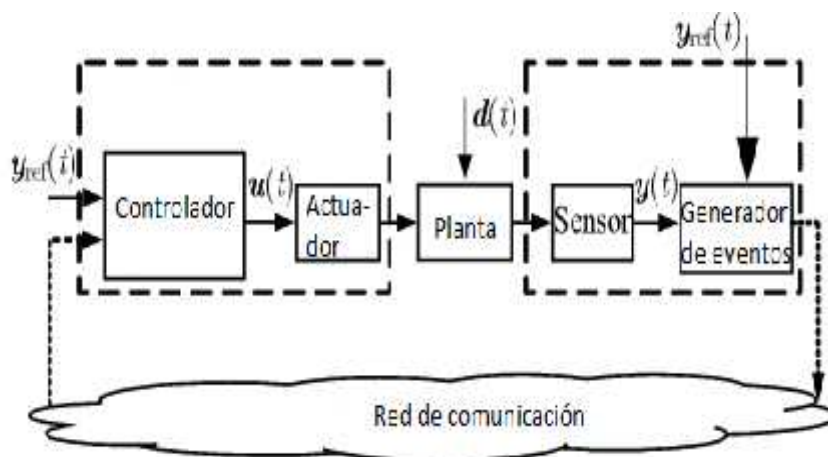 y_ref(t)
d(t)
y_ref(t)
Controlador
u(t)
Actua-
dor
Planta
Sensor
y(t)
Generador
de eventos
Red de comunicación